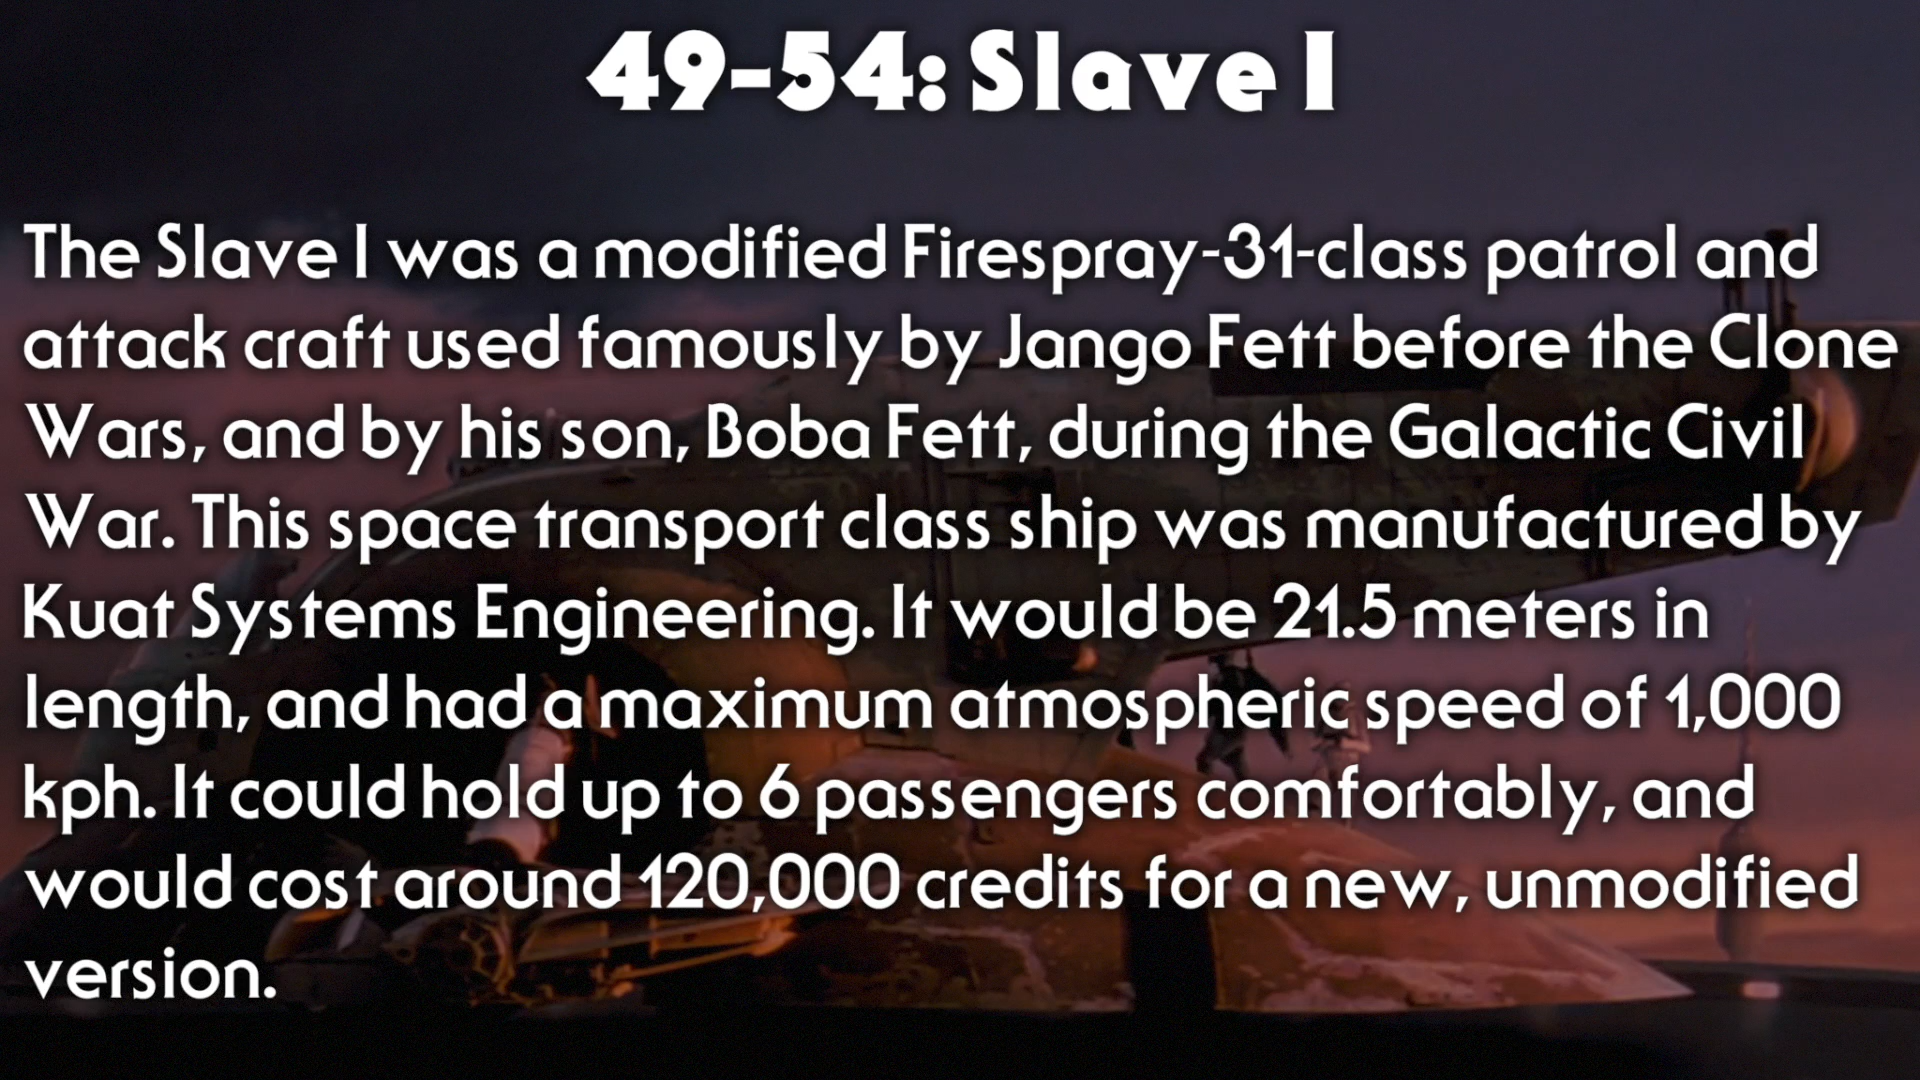 49-54: Slave I
The Slave I was a modified Firespray-31-class patrol and
attack craft used famously by Jango Fett before the Clone
Wars, and by his son, Boba Fett, during the Galactic Civil
War. This space transport class ship was manufactured by
Kuat Systems Engineering. It would be 21.5 meters in
length, and had a maximum atmospheric speed of 1,000
kph. It could hold up to 6 passengers comfortably, and
would cost around 120,000 credits for a new, unmodified
version.